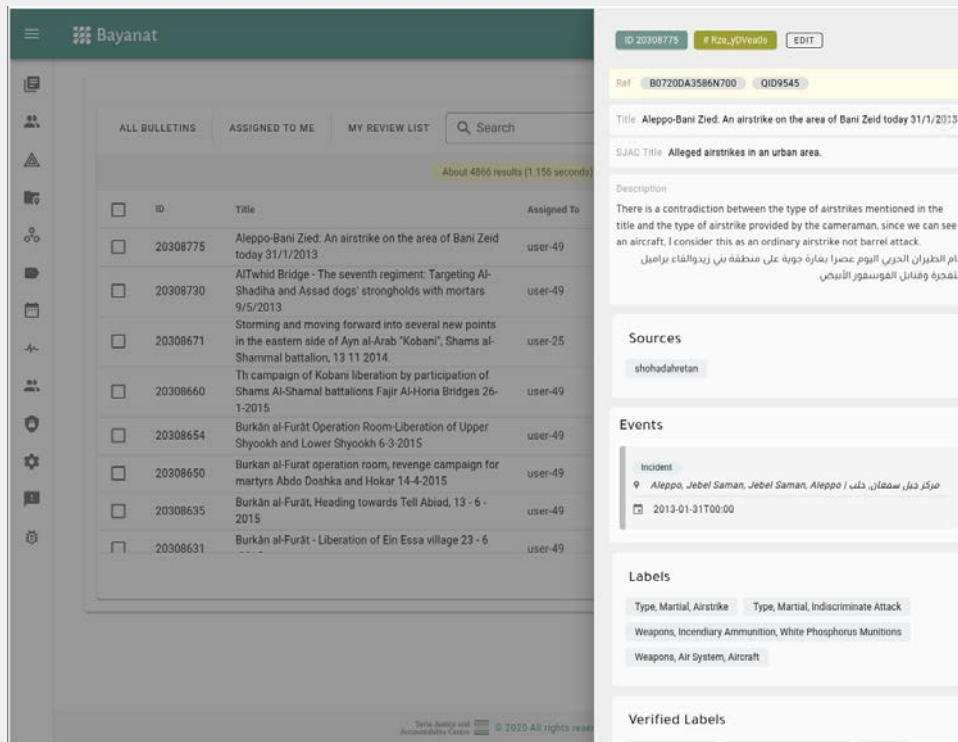 Bayanat
ALL BULLETINS ASSIGNED TO ME MY REVIEW LIST Search
About 4866 results (1.156 seconds)
ID Title Assigned To
20308775 Aleppo-Bani Zied: An airstrike on the area of Bani Zeid today 31/1/2013 user-49
20308730 AlTwhid Bridge - The seventh regiment: Targeting Al-Shadiha and Assad dogs' strongholds with mortars 9/5/2013 user-49
20308671 Storming and moving forward into several new points in the eastern side of Ayn al-Arab "Kobani", Shams al-Shammal battalion, 13 11 2014. user-25
20308660 Th campaign of Kobani liberation by participation of Shams Al-Shamal battalions Fajir Al-Horia Bridges 26-1-2015 user-49
20308654 Burkān al-Furāt Operation Room-Liberation of Upper Shyookh and Lower Shyookh 6-3-2015 user-49
20308650 Burkan al-Furat operation room, revenge campaign for martyrs Abdo Doshka and Hokar 14-4-2015 user-49
20308635 Burkān al-Furāt, Heading towards Tell Abiad, 13 - 6 - 2015 user-49
20308631 Burkān al-Furāt - Liberation of Ein Essa village 23 - 6 user-49
Syria Justice and Accountability Centre © 2020 All rights
ID 20308775 # Rze_yDVea0s EDIT
Ref B0720DA3586N700 QID9545
Title Aleppo-Bani Zied: An airstrike on the area of Bani Zeid today 31/1/2013
SJAC Title Alleged airstrikes in an urban area.
Description
There is a contradiction between the type of airstrikes mentioned in the
title and the type of airstrike provided by the cameraman, since we can see
an aircraft, I consider this as an ordinary airstrike not barrel attack.
ام الطيران الحربي اليوم عصرا بغارة جوية على منطقة بني زيدوالقاء براميل
تفجرة وقنابل الفوسفور الأبيض
Sources
shohadahretan
Events
Incident
Aleppo, Jebel Saman, Jebel Saman, Aleppo | مركز جبل سمعان, حلب
2013-01-31T00:00
Labels
Type, Martial, Airstrike Type, Martial, Indiscriminate Attack
Weapons, Incendiary Ammunition, White Phosphorus Munitions
Weapons, Air System, Aircraft
Verified Labels